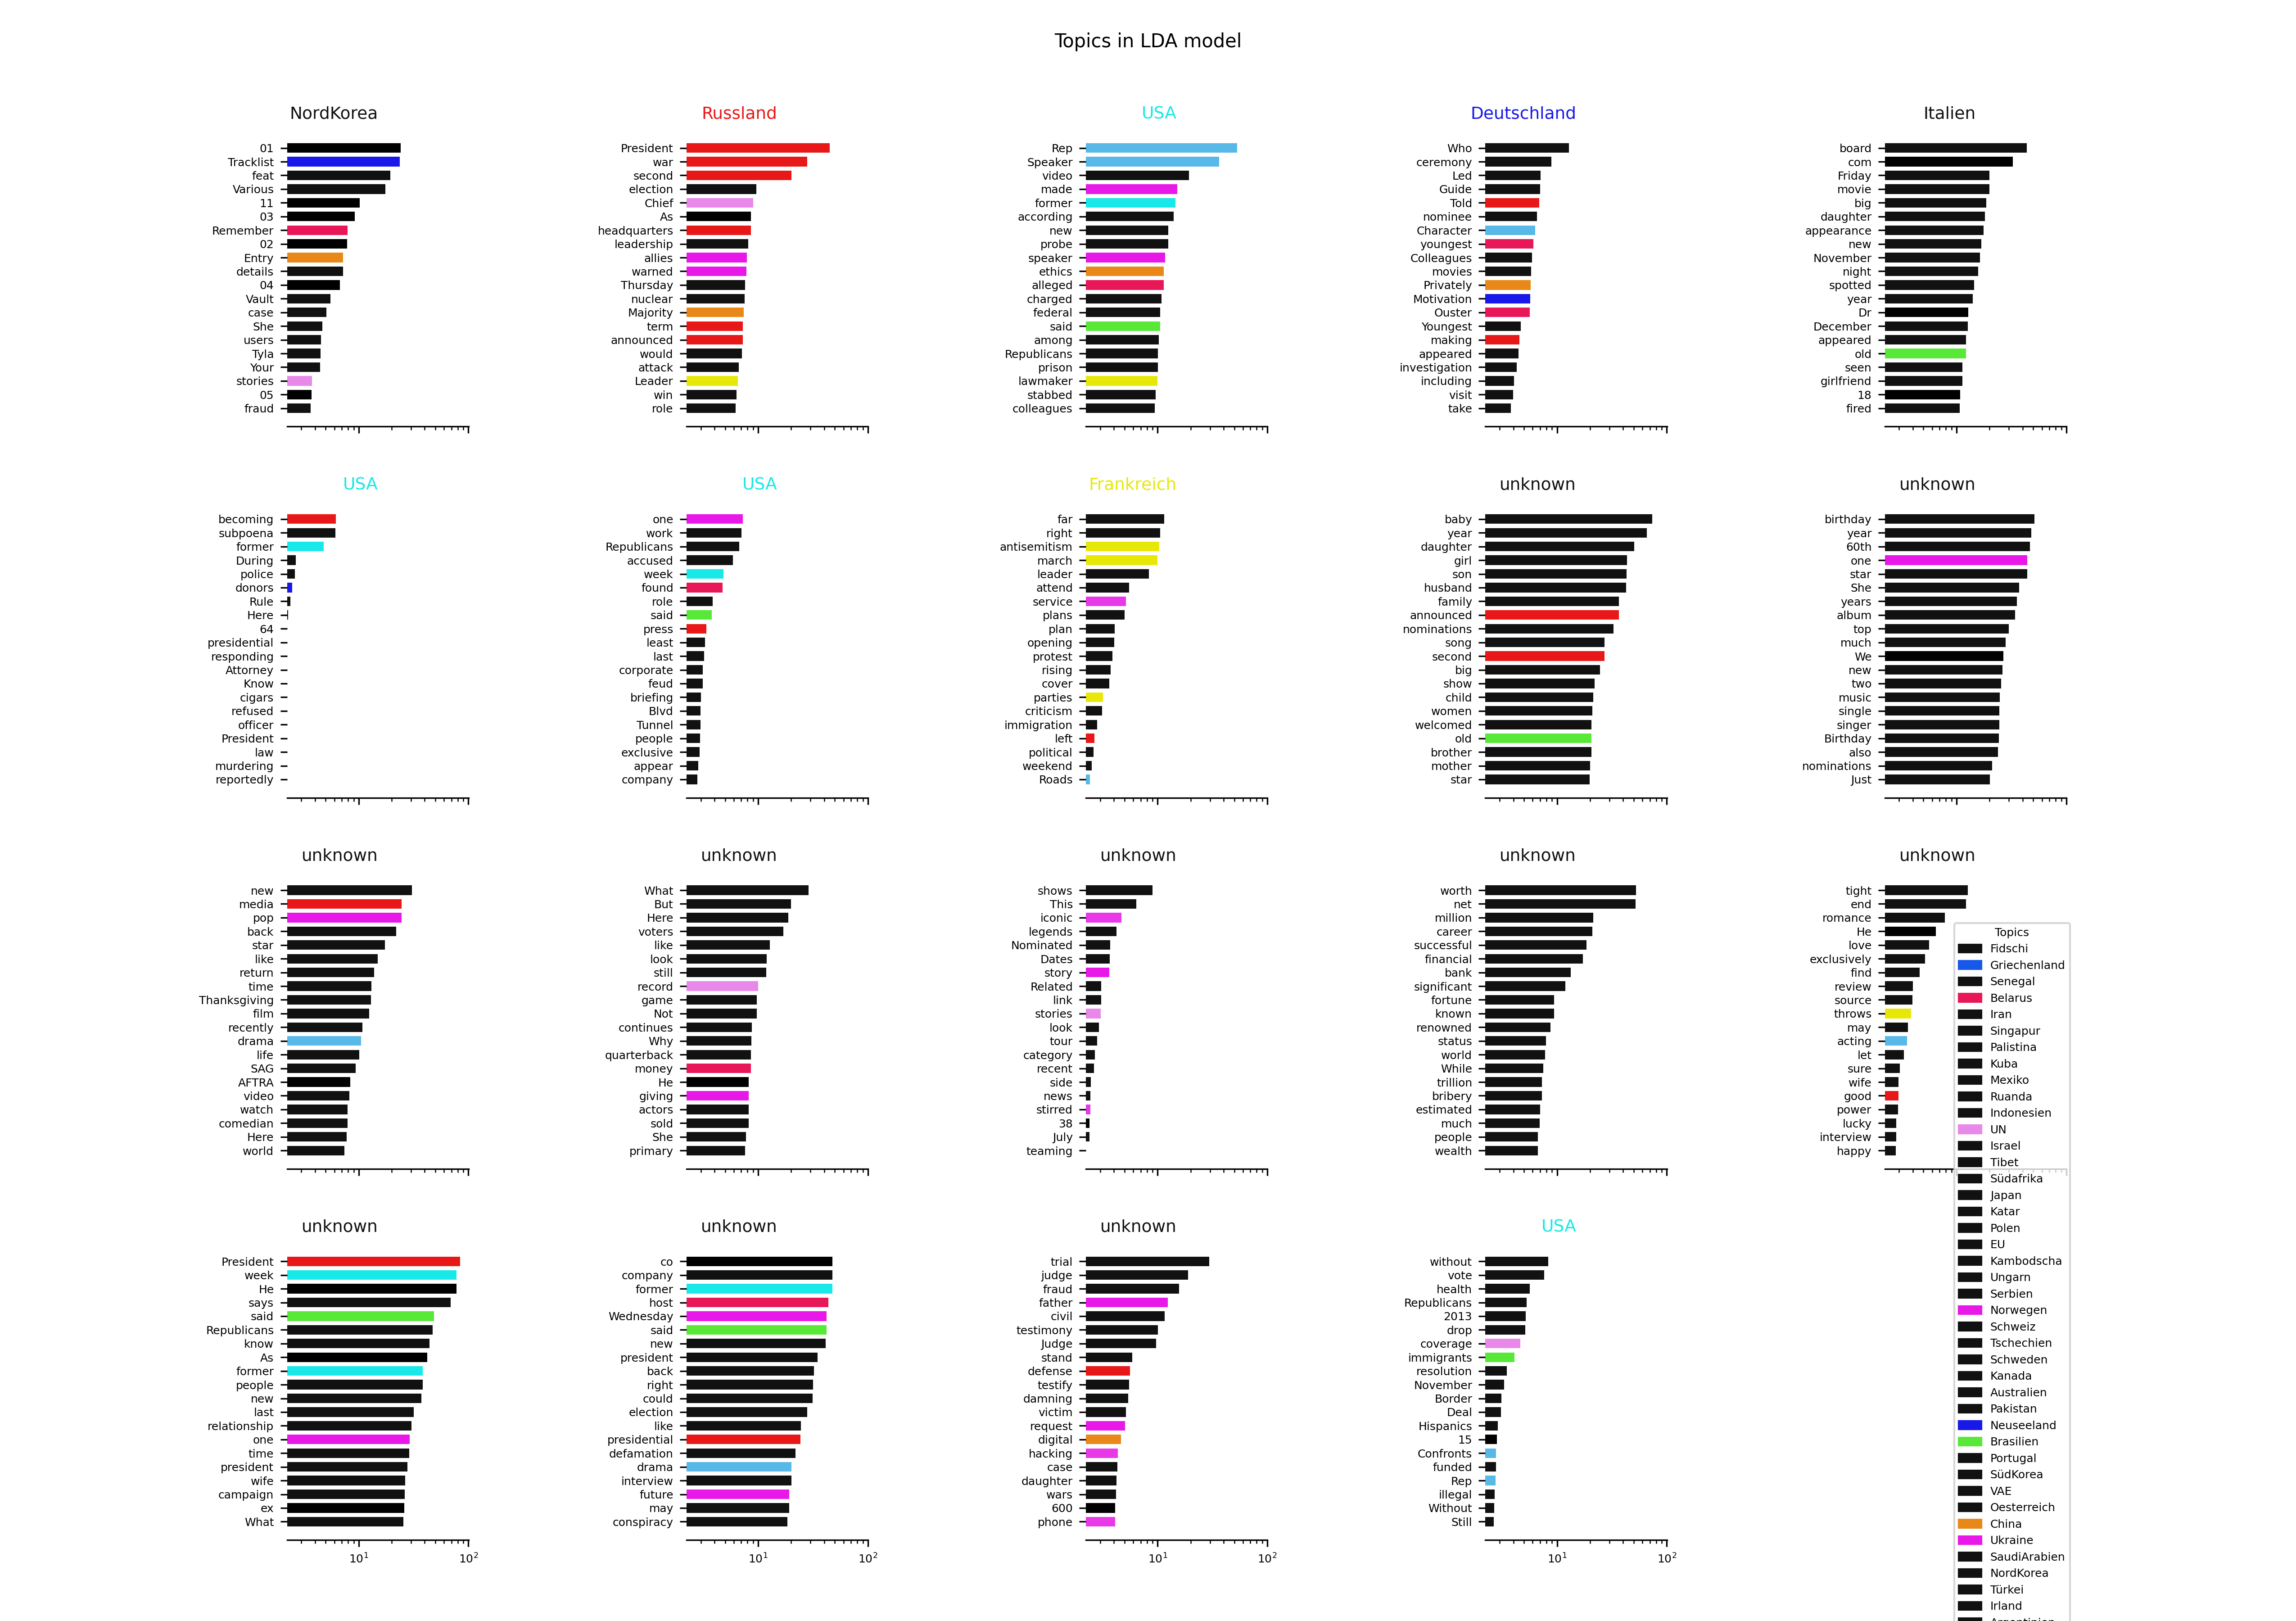 Topics in LDA model
NordKorea
01
Tracklist
feat
Various
11
03
Remember
02
Entry
details
04
Vault
case
She
users
Tyla
Your
stories
05
fraud
Russland
President
war
second
election
Chief
As
headquarters
leadership
allies
warned
Thursday
nuclear
Majority
term
announced
would
attack
Leader
win
role
USA
Rep
Speaker
video
made
former
according
new
probe
speaker
ethics
alleged
charged
federal
said
among
Republicans
prison
lawmaker
stabbed
colleagues
Deutschland
Who
ceremony
Led
Guide
Told
nominee
Character
youngest
Colleagues
movies
Privately
Motivation
Ouster
Youngest
making
appeared
investigation
including
visit
take
Italien
board
com
Friday
movie
big
daughter
appearance
new
November
night
spotted
year
Dr
December
appeared
old
seen
girlfriend
18
fired
USA
becoming
subpoena
former
During
police
donors
Rule
Here
64
presidential
responding
Attorney
Know
cigars
refused
officer
President
law
murdering
reportedly
USA
one
work
Republicans
accused
week
found
role
said
press
least
last
corporate
feud
briefing
Blvd
Tunnel
people
exclusive
appear
company
Frankreich
far
right
antisemitism
march
leader
attend
service
plans
plan
opening
protest
rising
cover
parties
criticism
immigration
left
political
weekend
Roads
unknown
baby
year
daughter
girl
son
husband
family
announced
nominations
song
second
big
show
child
women
welcomed
old
brother
mother
star
unknown
birthday
year
60th
one
star
She
years
album
top
much
We
new
two
music
single
singer
Birthday
also
nominations
Just
unknown
new
media
pop
back
star
like
return
time
Thanksgiving
film
recently
drama
life
SAG
AFTRA
video
watch
comedian
Here
world
unknown
What
But
Here
voters
like
look
still
record
game
Not
continues
Why
quarterback
money
He
giving
actors
sold
She
primary
unknown
shows
This
iconic
legends
Nominated
Dates
story
Related
link
stories
look
tour
category
recent
side
news
stirred
38
July
teaming
unknown
worth
net
million
career
successful
financial
bank
significant
fortune
known
renowned
status
world
While
trillion
bribery
estimated
much
people
wealth
unknown
tight
end
romance
He
love
exclusively
find
review
source
throws
may
acting
let
sure
wife
good
power
lucky
interview
happy
unknown
President
week
He
says
said
Republicans
know
As
former
people
new
last
relationship
one
time
president
wife
campaign
ex
What
10¹ 10²
unknown
co
company
former
host
Wednesday
said
new
president
back
right
could
election
like
presidential
defamation
drama
interview
future
may
conspiracy
10¹ 10²
unknown
trial
judge
fraud
father
civil
testimony
Judge
stand
defense
testify
damning
victim
request
digital
hacking
case
daughter
wars
600
phone
10¹ 10²
USA
without
vote
health
Republicans
2013
drop
coverage
immigrants
resolution
November
Border
Deal
Hispanics
15
Confronts
funded
Rep
illegal
Without
Still
10¹ 10²
Topics
Fidschi
Griechenland
Senegal
Belarus
Iran
Singapur
Palistina
Kuba
Mexiko
Ruanda
Indonesien
UN
Israel
Tibet
Südafrika
Japan
Katar
Polen
EU
Kambodscha
Ungarn
Serbien
Norwegen
Schweiz
Tschechien
Schweden
Kanada
Australien
Pakistan
Neuseeland
Brasilien
Portugal
SüdKorea
VAE
Oesterreich
China
Ukraine
SaudiArabien
NordKorea
Türkei
Irland